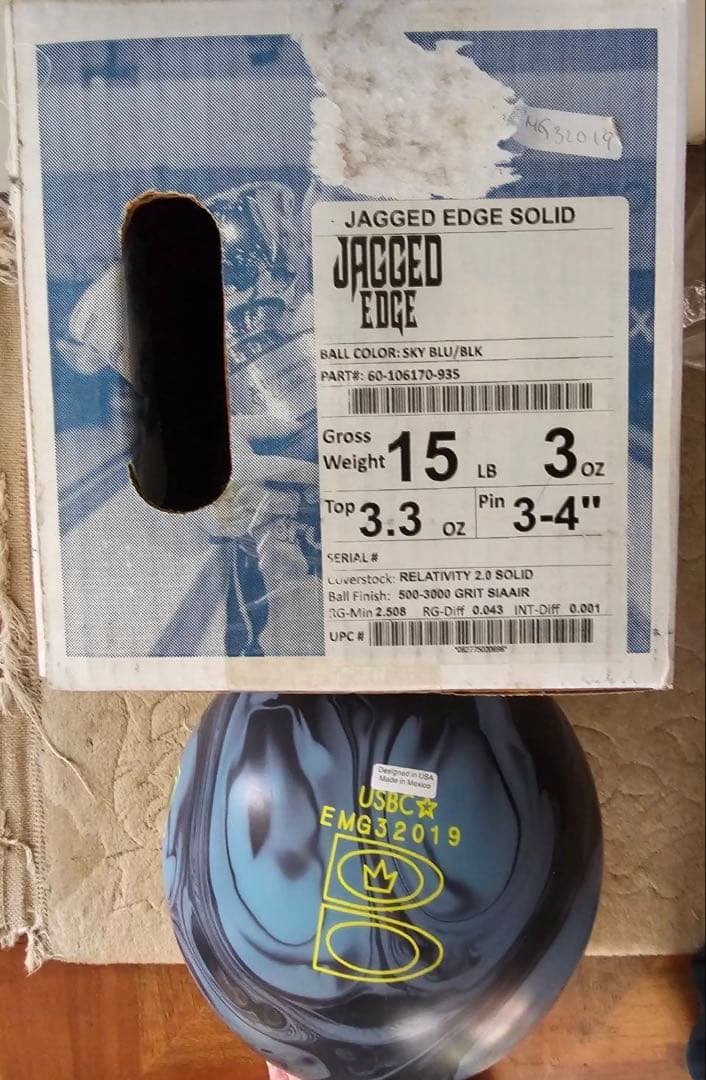 MG32019
JAGGED EDGE SOLID
JAGGED
EDGE
BALL COLOR: SKY BLU/BLK
PART#: 60-106170-935
Gross
Weight 15 LB 3 oz
Top 3.3 oz Pin 3-4"
SERIAL #
Coverstock: RELATIVITY 2.0 SOLID
Ball Finish: 500-3000 GRIT SIAAIR
RG-Min 2.508 RG-Diff 0.043 INT-Diff 0.001
UPC #
Designed in USA
Made in Mexico
USBC☆
EMG32019